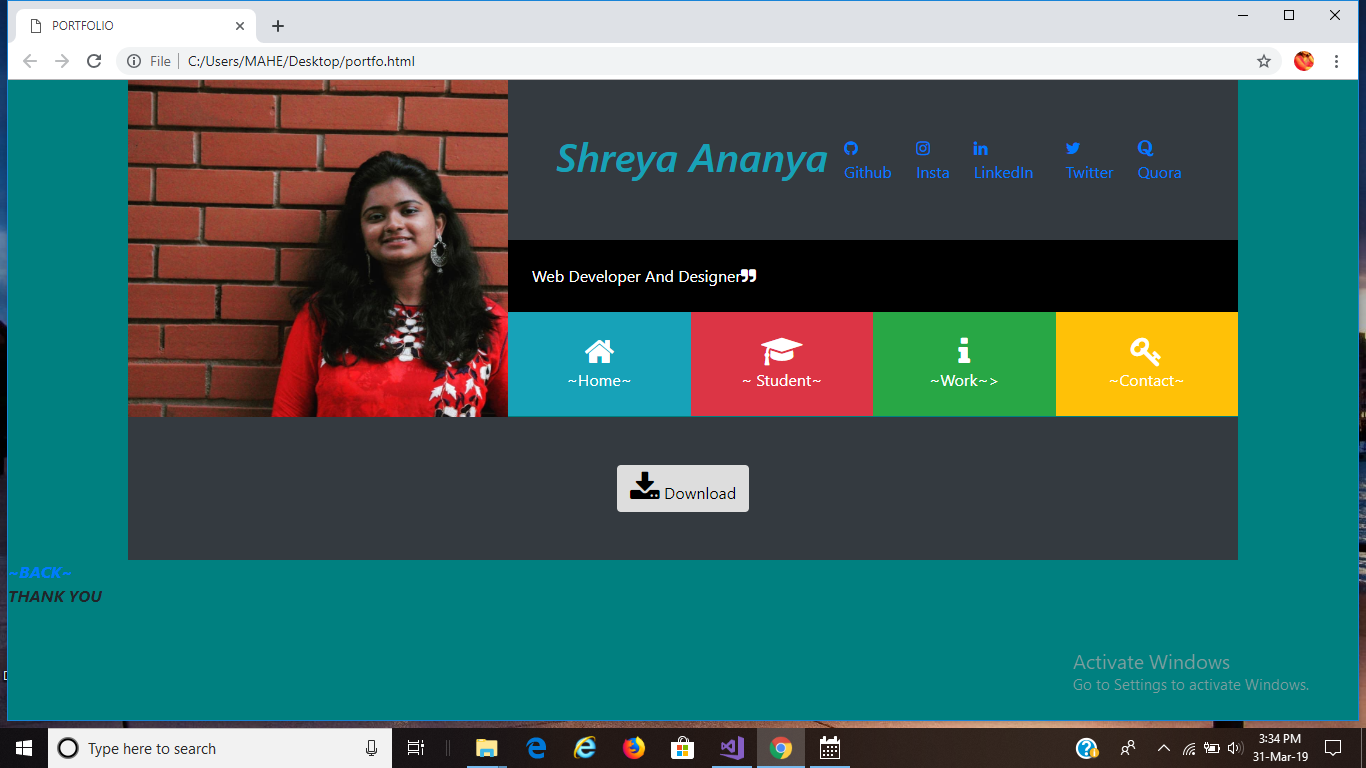 PORTFOLIO
File
C:/Users/MAHE/Desktop/portfo.html
Shreya Ananya
Github
Insta
LinkedIn
Twitter
Quora
Web Developer And Designer❞
~Home~
~ Student~
~Work~>
~Contact~
Download
~BACK~
THANK YOU
Activate Windows
Go to Settings to activate Windows.
Type here to search
3:34 PM
31-Mar-19